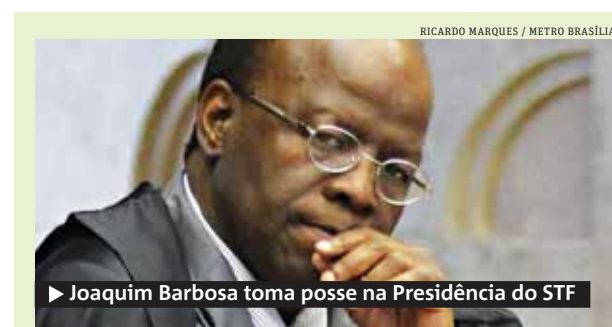 RICARDO MARQUES / METRO BRASÍLIA
Joaquim Barbosa toma posse na Presidência do STF